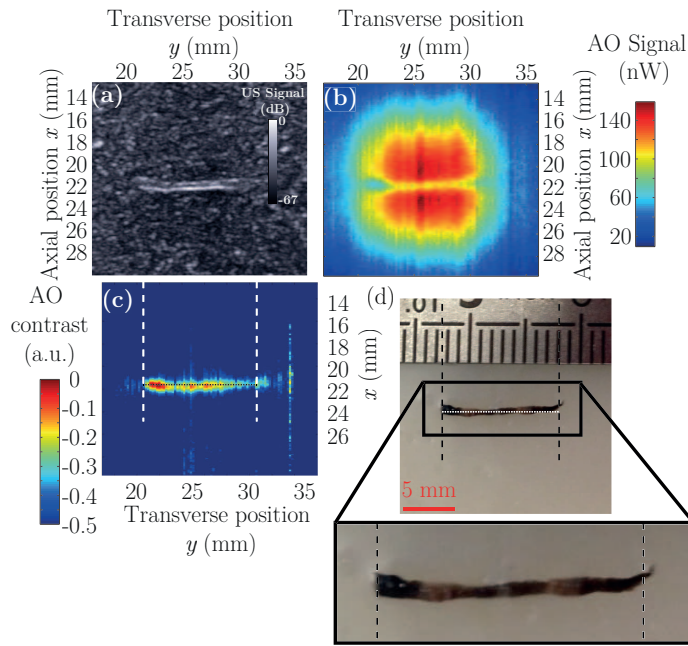 Transverse position
y (mm)
20 25 30 35
Transverse position
y (mm)
20 25 30 35
AO Signal
(nW)
Axial position x (mm)
14
16
18
20
22
24
26
28
(a)
US Signal
(dB)
0
-67
(b)
14
16
18
20
22
24
26
28
Axial position x (mm)
140
100
60
20
AO
contrast
(a.u.)
0
-0.1
-0.2
-0.3
-0.4
-0.5
(c)
14
16
18
20
22
24
26
x (mm)
20 25 30 35
Transverse position
y (mm)
(d)
.01
5 mm